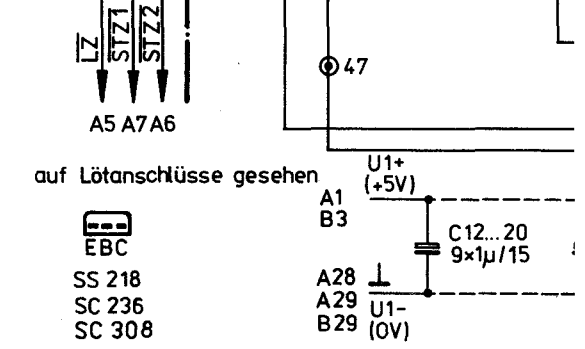 LZ
STZ1
STZ2
A5 A7 A6
47
auf Lötanschlüsse gesehen
EBC
SS 218
SC 236
SC 308
U1+
(+5V)
A1
B3
C12...20
9×1µ/15
A28
A29
B29
U1-
(0V)